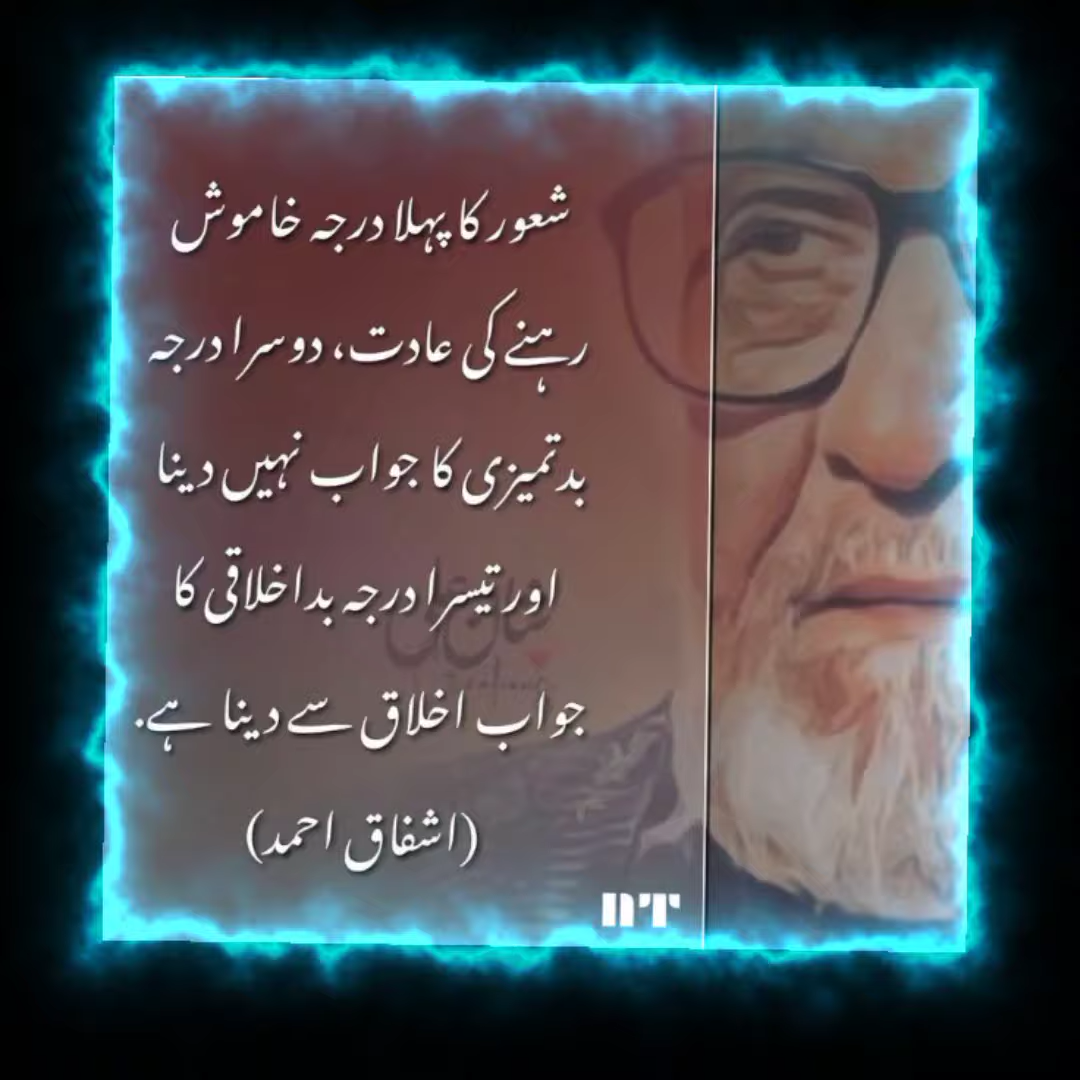 شعور کا پہلا درجہ خاموش
رہنے کی عادت، دوسرا درجہ
بدتمیزی کا جواب نہیں دینا
اور تیسرا درجہ بداخلاقی کا
جواب اخلاق سے دینا ہے.
(اشفاق احمد)
NT